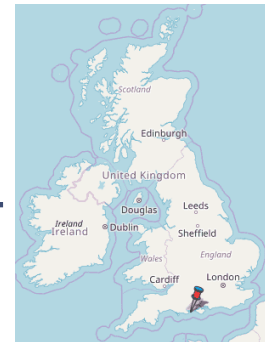 Scotland
Edinburgh
United Kingdom
Douglas
Leeds
Ireland
Ireland
Dublin
Sheffield
Wales
England
Cardiff
London